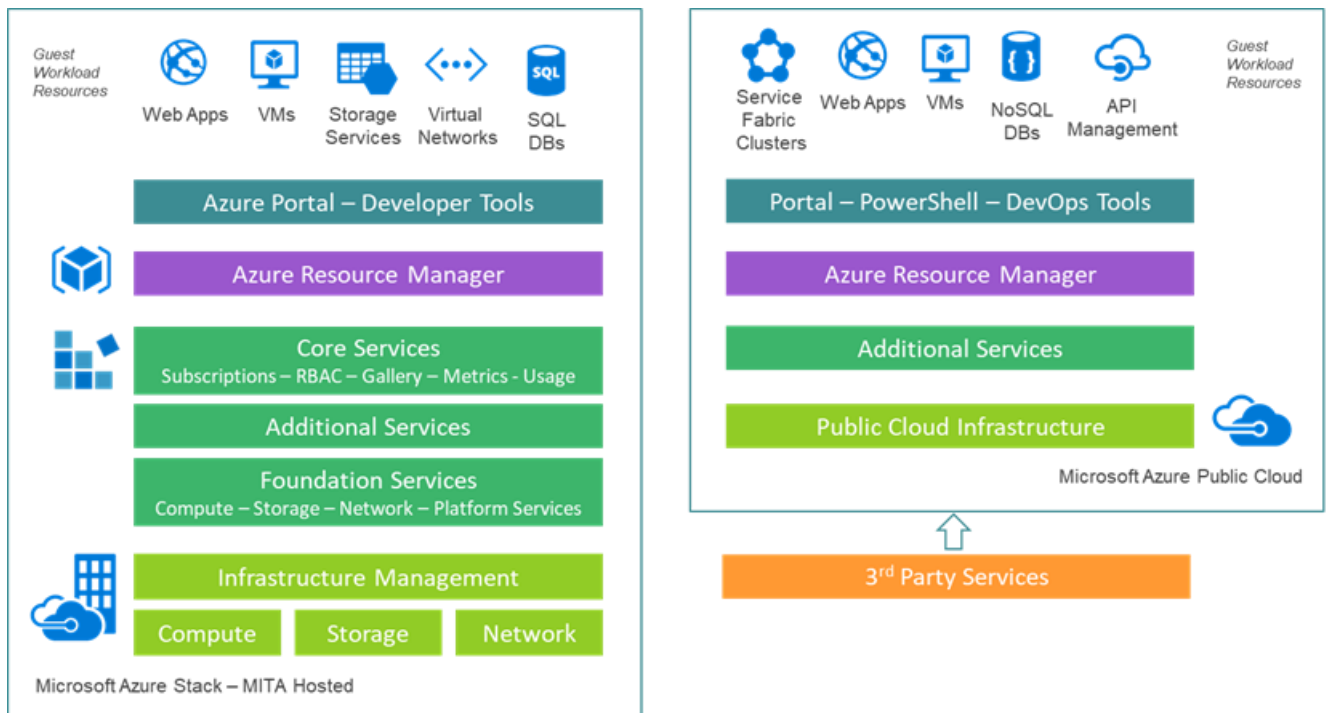 Guest
Workload
Resources
Web Apps
VMs
Storage
Services
Virtual
Networks
SQL
SQL
DBs
Azure Portal – Developer Tools
Azure Resource Manager
Core Services
Subscriptions – RBAC – Gallery – Metrics - Usage
Additional Services
Foundation Services
Compute – Storage – Network – Platform Services
Infrastructure Management
Compute
Storage
Network
Microsoft Azure Stack – MITA Hosted
Service
Fabric
Clusters
Web Apps
VMs
NoSQL
DBs
API
Management
Guest
Workload
Resources
Portal – PowerShell – DevOps Tools
Azure Resource Manager
Additional Services
Public Cloud Infrastructure
Microsoft Azure Public Cloud
3rd Party Services